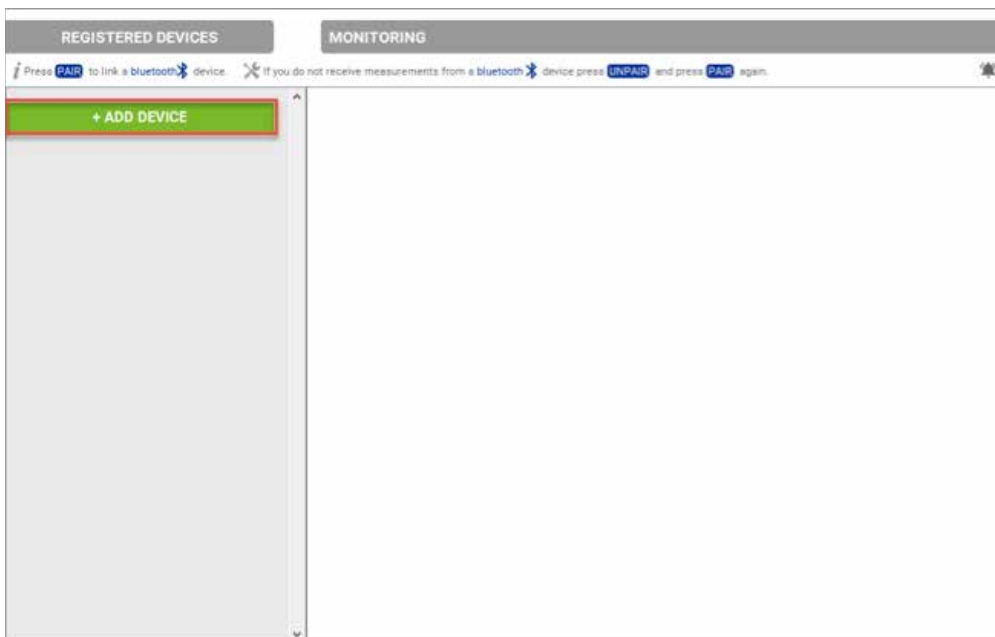 REGISTERED DEVICES
MONITORING
i Press PAIR to link a bluetooth device.
If you do not receive measurements from a bluetooth device press UNPAIR and press PAIR again.
+ ADD DEVICE